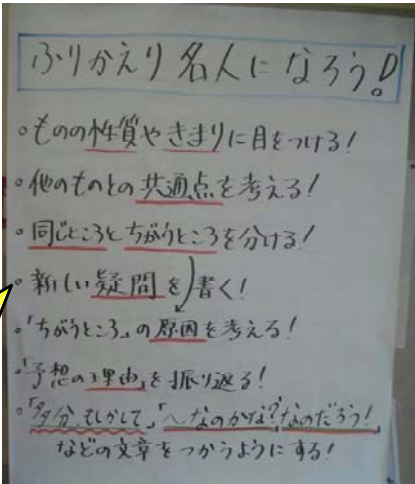 ふりかえり名人になろう!
・ものの性質やきまりに目をつける!
・他のものとの共通点を考える!
・同じところとちがうところを分ける!
・新しい疑問を書く!
・「ちがうところ」の原因を考える!
・「予想の理由」を振り返る!
・「多分」「もしかして」「〜なのかな?」「なのだろう!」
などの文章をつかうようにする!